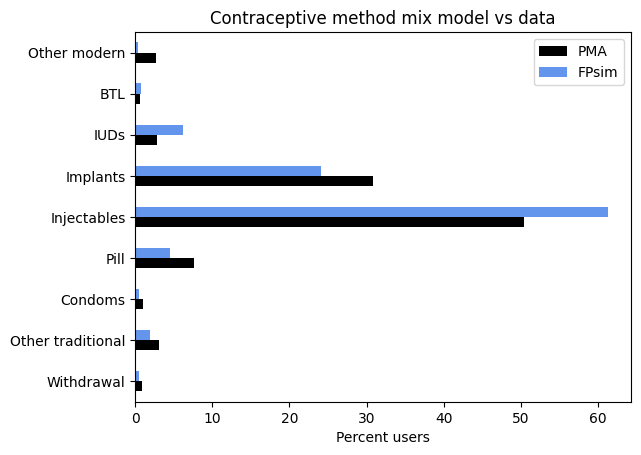 Contraceptive method mix model vs data
PMA
FPsim
Other modern
BTL
IUDs
Implants
Injectables
Pill
Condoms
Other traditional
Withdrawal
0 10 20 30 40 50 60
Percent users